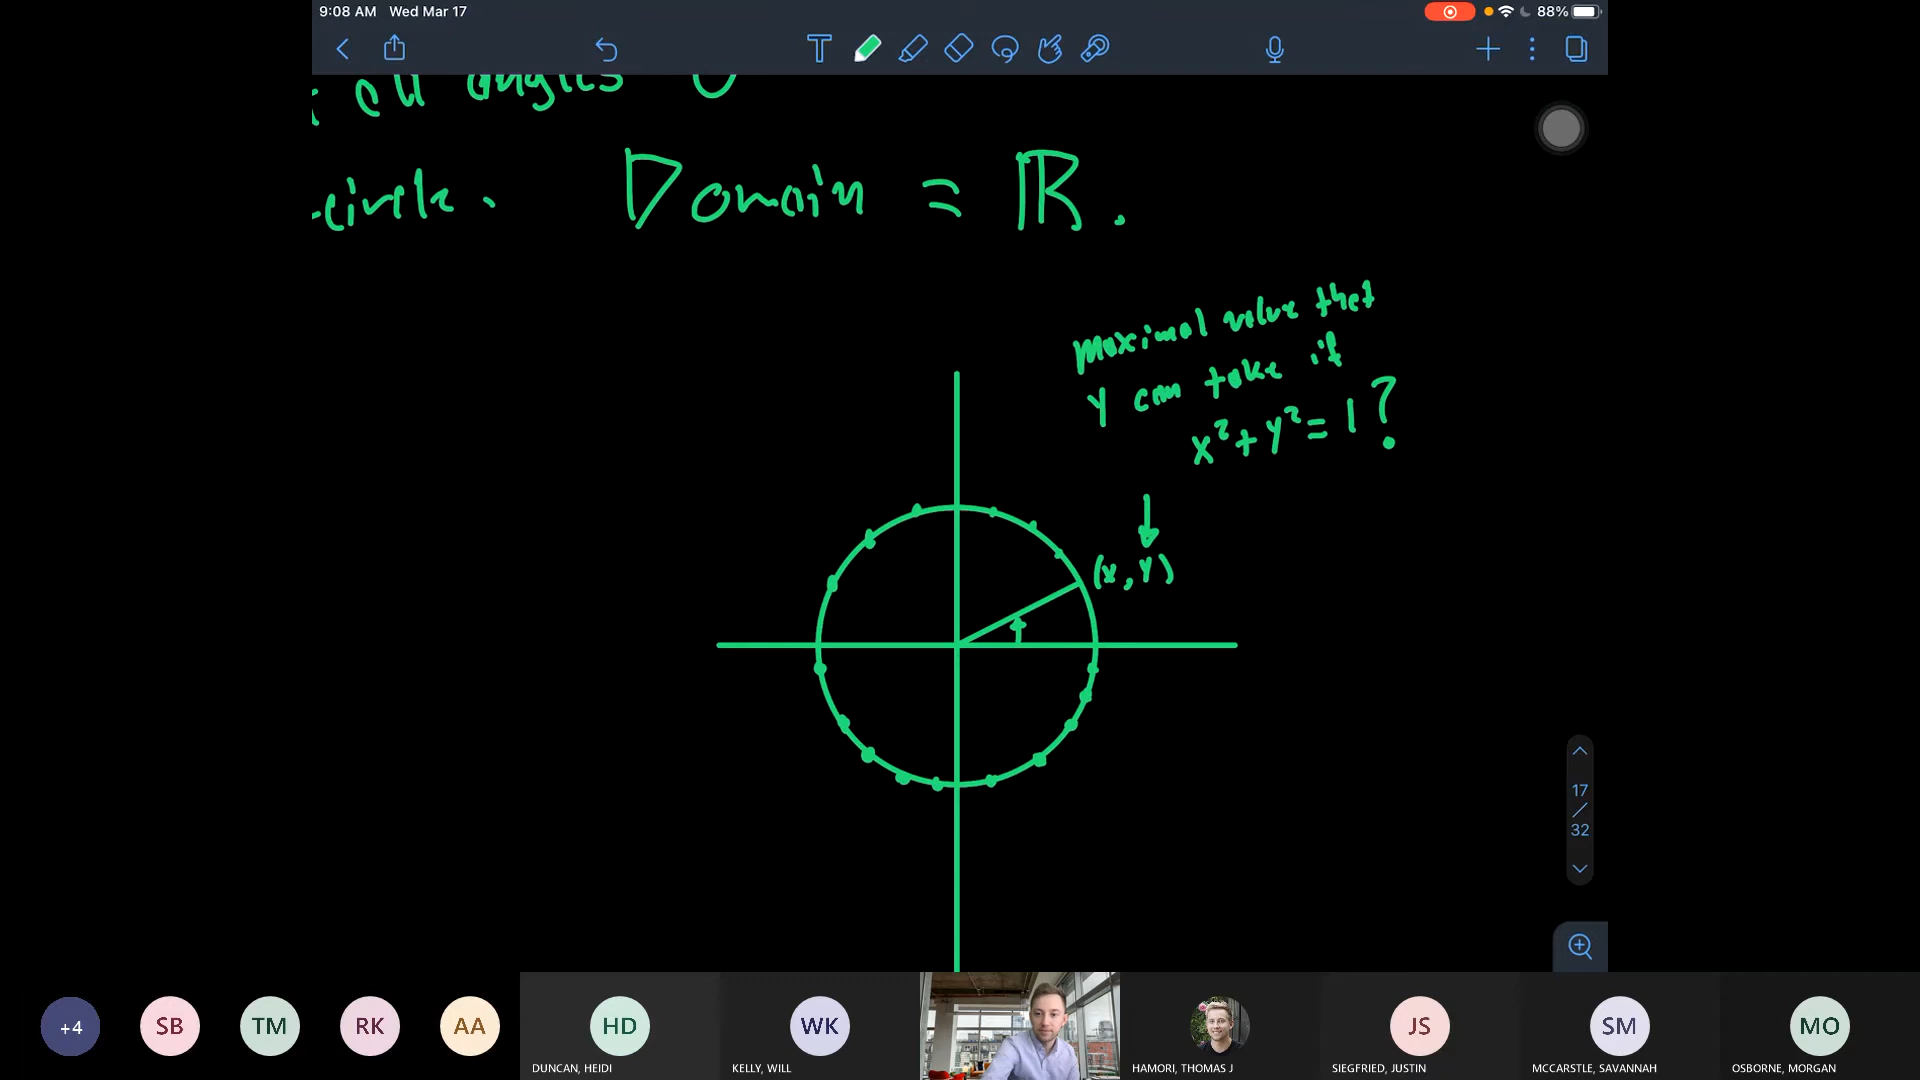 9:08 AM Wed Mar 17
88%
all angles
circle. Domain = ℝ.
maximal value that
y can take if
x² + y² = 1?
(x, y)
17
/
32
+4
SB
TM
RK
AA
HD
DUNCAN, HEIDI
WK
KELLY, WILL
HAMORI, THOMAS J
JS
SIEGFRIED, JUSTIN
SM
MCCARSTLE, SAVANNAH
MO
OSBORNE, MORGAN